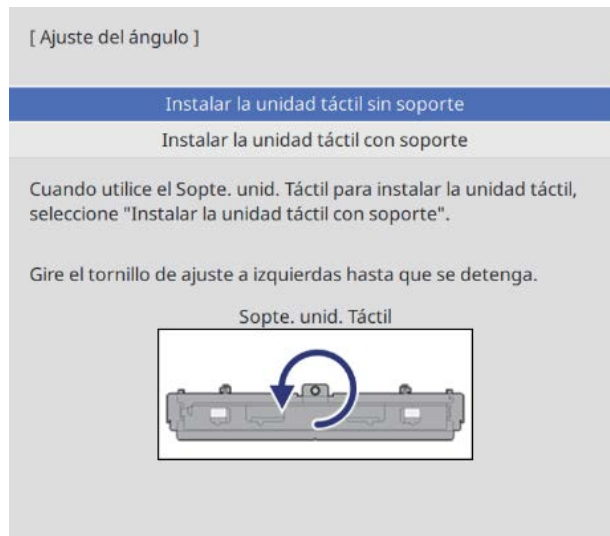 [ Ajuste del ángulo ]
Instalar la unidad táctil sin soporte
Instalar la unidad táctil con soporte
Cuando utilice el Sopte. unid. Táctil para instalar la unidad táctil,
seleccione "Instalar la unidad táctil con soporte".
Gire el tornillo de ajuste a izquierdas hasta que se detenga.
Sopte. unid. Táctil